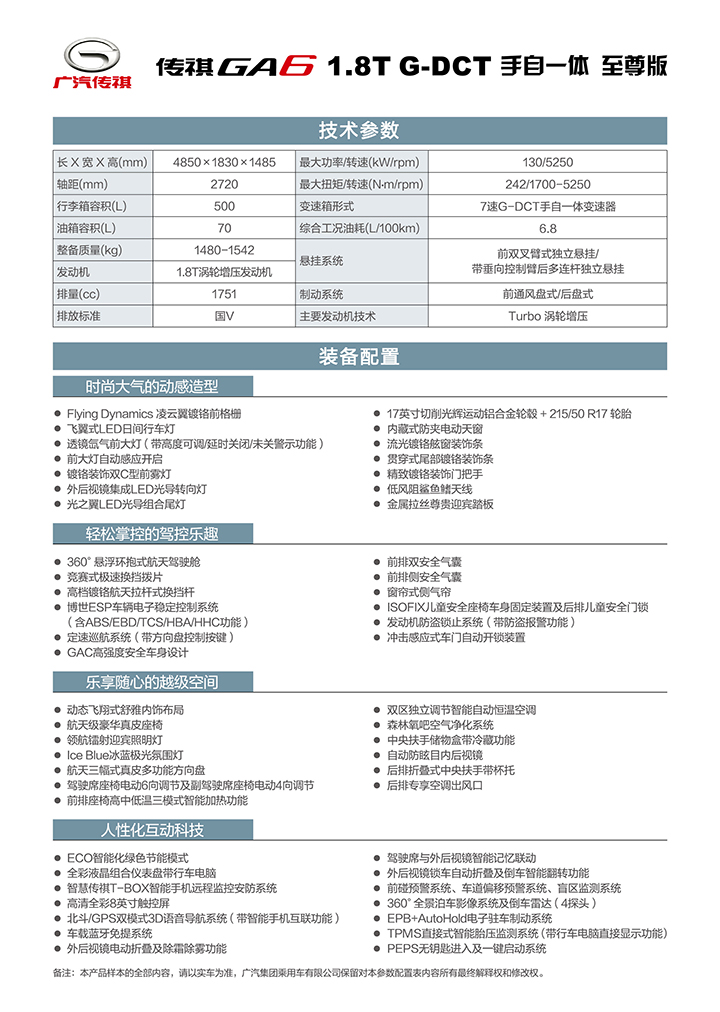 广汽传祺
传祺GA6 1.8T G-DCT 手自一体 至尊版
技术参数
长 X 宽 X 高(mm) 4850×1830×1485 最大功率/转速(kW/rpm) 130/5250
轴距(mm) 2720 最大扭矩/转速(N·m/rpm) 242/1700-5250
行李箱容积(L) 500 变速箱形式 7速G-DCT手自一体变速器
油箱容积(L) 70 综合工况油耗(L/100km) 6.8
整备质量(kg) 1480-1542 悬挂系统 前双叉臂式独立悬挂/
带垂向控制臂后多连杆独立悬挂
发动机 1.8T涡轮增压发动机
排量(cc) 1751 制动系统 前通风盘式/后盘式
排放标准 国V 主要发动机技术 Turbo 涡轮增压
装备配置
时尚大气的动感造型
● Flying Dynamics 凌云翼镀铬前格栅
● 飞翼式LED日间行车灯
● 透镜氙气前大灯（带高度可调/延时关闭/未关警示功能）
● 前大灯自动感应开启
● 镀铬装饰双C型前雾灯
● 外后视镜集成LED光导转向灯
● 光之翼LED光导组合尾灯
● 17英寸切削光辉运动铝合金轮毂 + 215/50 R17 轮胎
● 内藏式防夹电动天窗
● 流光镀铬舷窗装饰条
● 贯穿式尾部镀铬装饰条
● 精致镀铬装饰门把手
● 低风阻鲨鱼鳍天线
● 金属拉丝尊贵迎宾踏板
轻松掌控的驾控乐趣
● 360° 悬浮环抱式航天驾驶舱
● 竞赛式极速换挡拨片
● 高档镀铬航天拉杆式换挡杆
● 博世ESP车辆电子稳定控制系统
（含ABS/EBD/TCS/HBA/HHC功能）
● 定速巡航系统（带方向盘控制按键）
● GAC高强度安全车身设计
● 前排双安全气囊
● 前排侧安全气囊
● 窗帘式侧气帘
● ISOFIX儿童安全座椅车身固定装置及后排儿童安全门锁
● 发动机防盗锁止系统（带防盗报警功能）
● 冲击感应式车门自动开锁装置
乐享随心的越级空间
● 动态飞翔式舒雅内饰布局
● 航天级豪华真皮座椅
● 领航镭射迎宾照明灯
● Ice Blue冰蓝极光氛围灯
● 航天三幅式真皮多功能方向盘
● 驾驶席座椅电动6向调节及副驾驶席座椅电动4向调节
● 前排座椅高中低温三模式智能加热功能
● 双区独立调节智能自动恒温空调
● 森林氧吧空气净化系统
● 中央扶手储物盒带冷藏功能
● 自动防眩目内后视镜
● 后排折叠式中央扶手带杯托
● 后排专享空调出风口
人性化互动科技
● ECO智能化绿色节能模式
● 全彩液晶组合仪表盘带行车电脑
● 智慧传祺T-BOX智能手机远程监控安防系统
● 高清全彩8英寸触控屏
● 北斗/GPS双模式3D语音导航系统（带智能手机互联功能）
● 车载蓝牙免提系统
● 外后视镜电动折叠及除霜除雾功能
● 驾驶席与外后视镜智能记忆联动
● 外后视镜锁车自动折叠及倒车智能翻转功能
● 前碰预警系统、车道偏移预警系统、盲区监测系统
● 360° 全景泊车影像系统及倒车雷达（4探头）
● EPB+AutoHold电子驻车制动系统
● TPMS直接式智能胎压监测系统（带行车电脑直接显示功能）
● PEPS无钥匙进入及一键启动系统
备注：本产品样本的全部内容，请以实车为准，广汽集团乘用车有限公司保留对本参数配置表内容所有最终解释权和修改权。